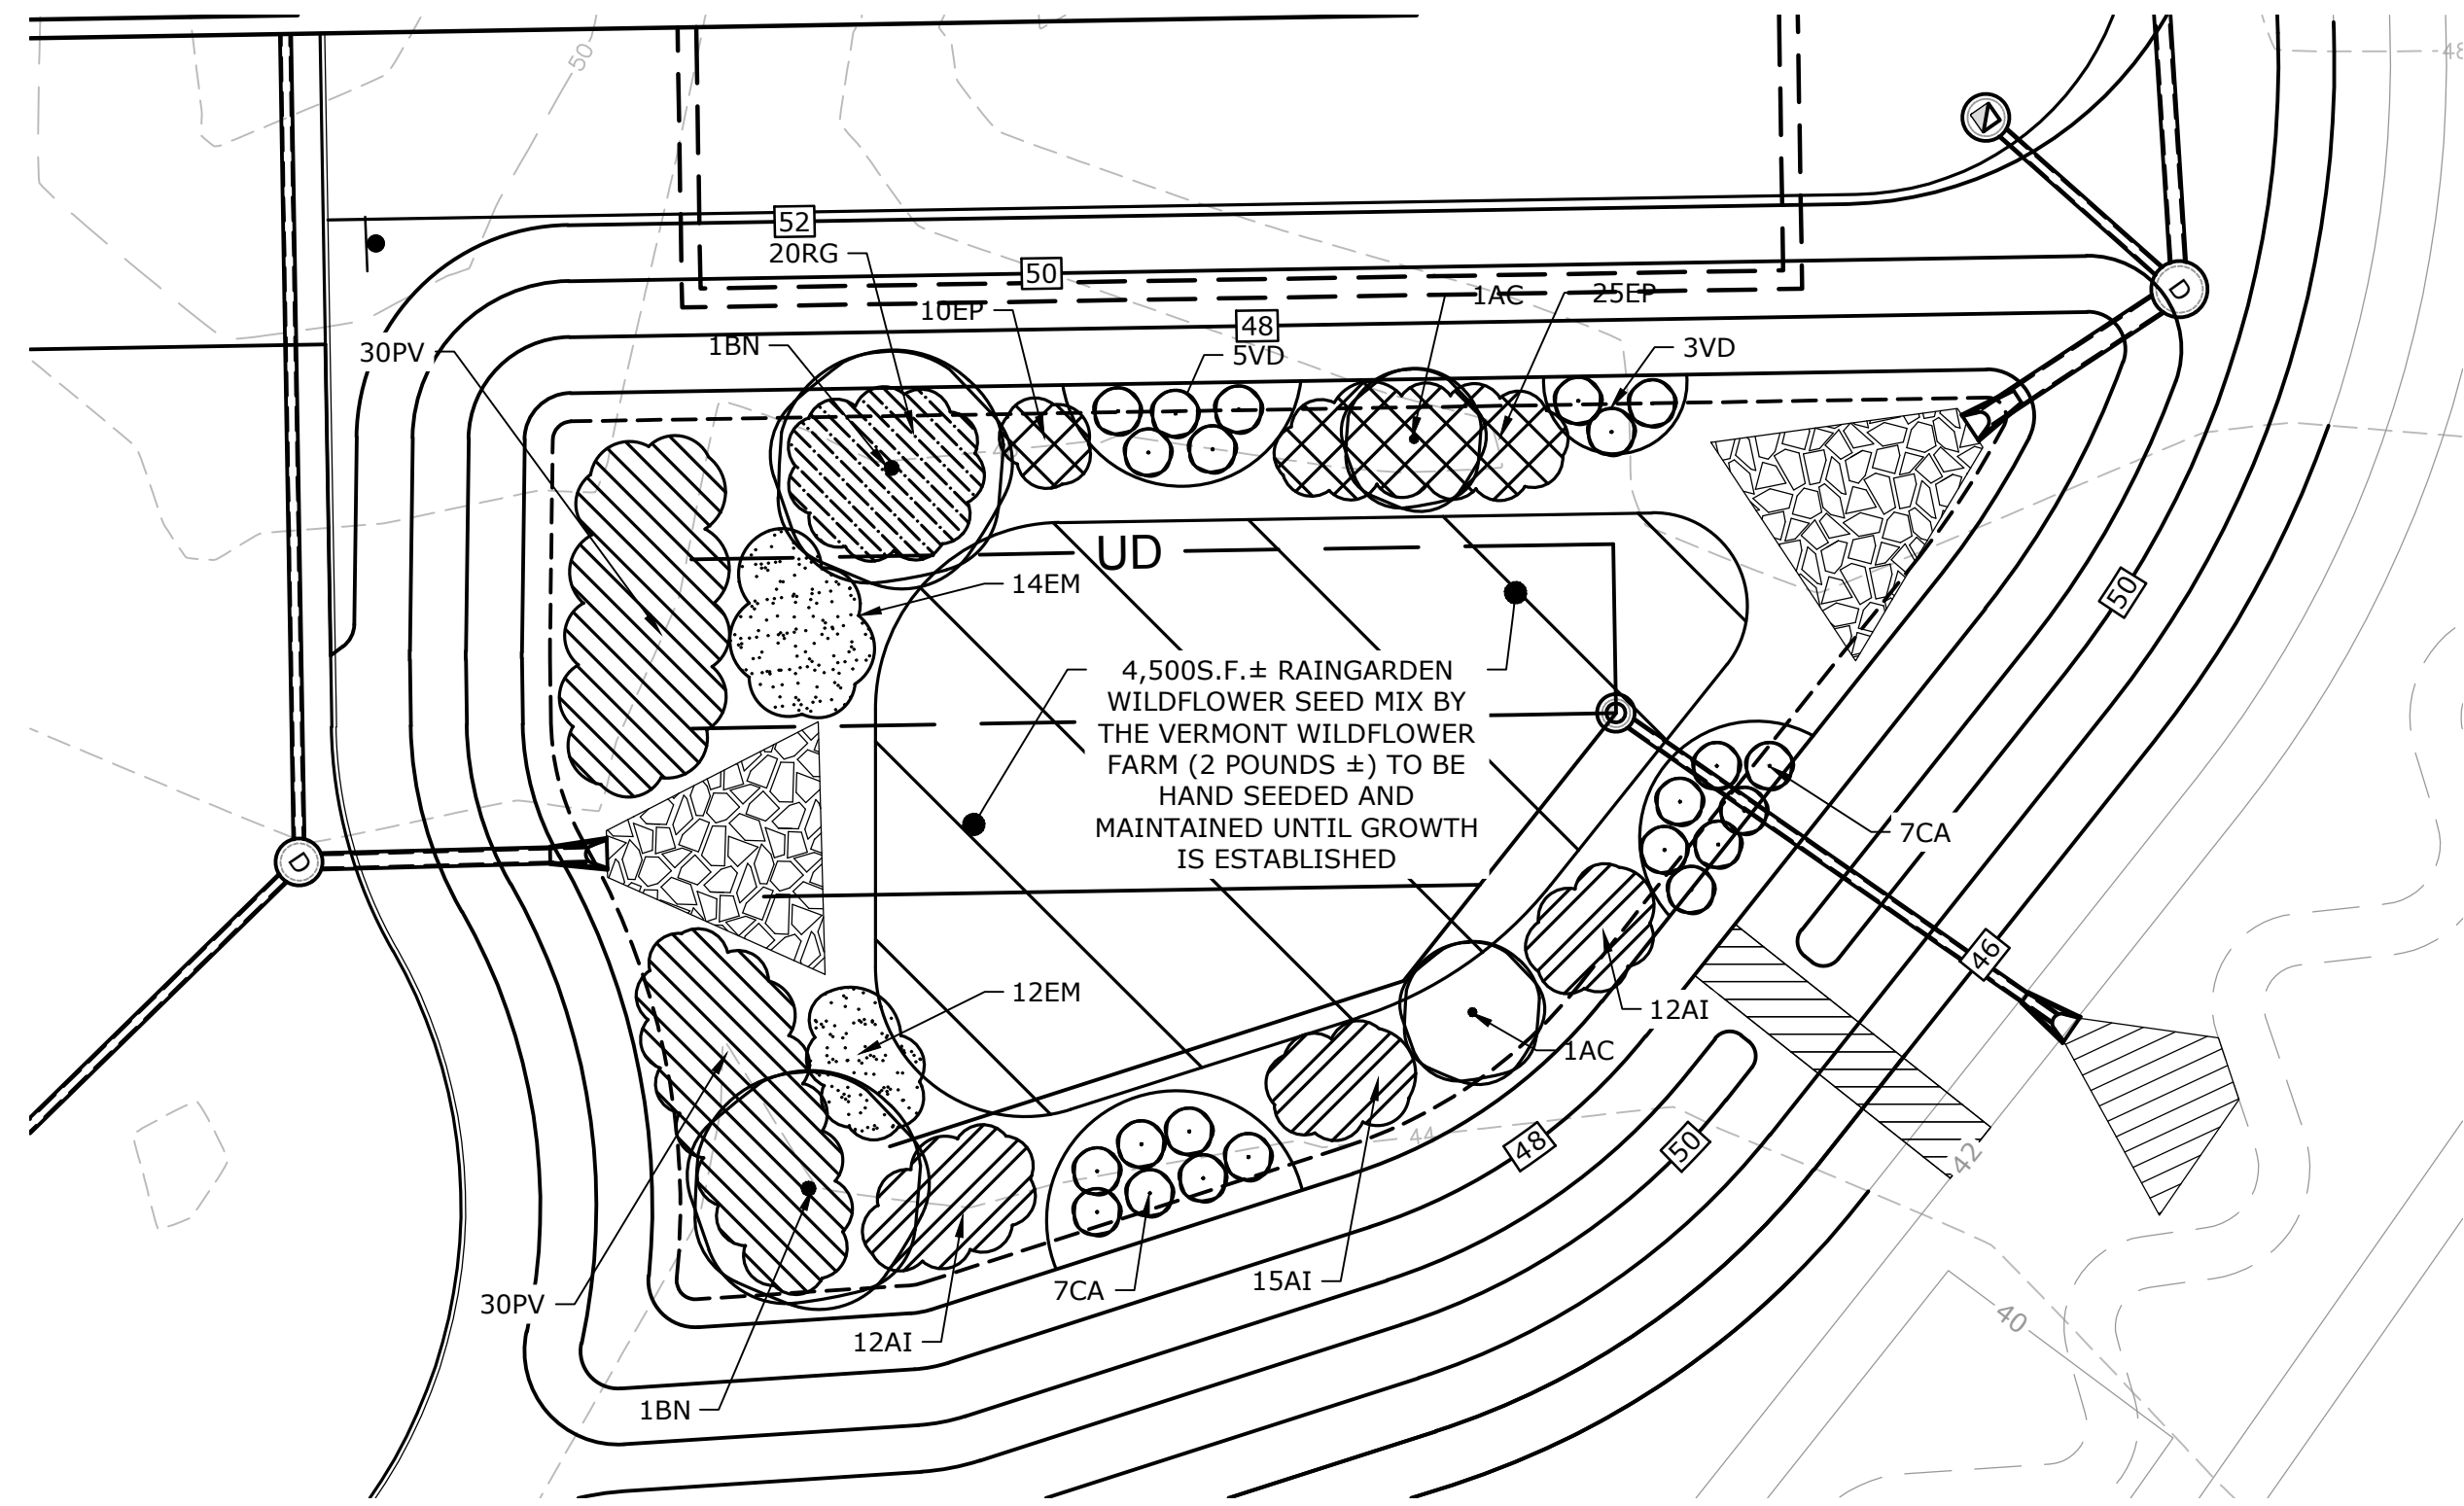 50
48
52
20RG
50
10EP
1AC
25EP
48
1BN
5VD
3VD
30PV
D
UD
14EM
50
4,500S.F.± RAINGARDEN
WILDFLOWER SEED MIX BY
THE VERMONT WILDFLOWER
FARM (2 POUNDS ±) TO BE
HAND SEEDED AND
MAINTAINED UNTIL GROWTH
IS ESTABLISHED
7CA
D
46
12EM
12AI
1AC
44
48
50
42
7CA
15AI
30PV
12AI
40
1BN